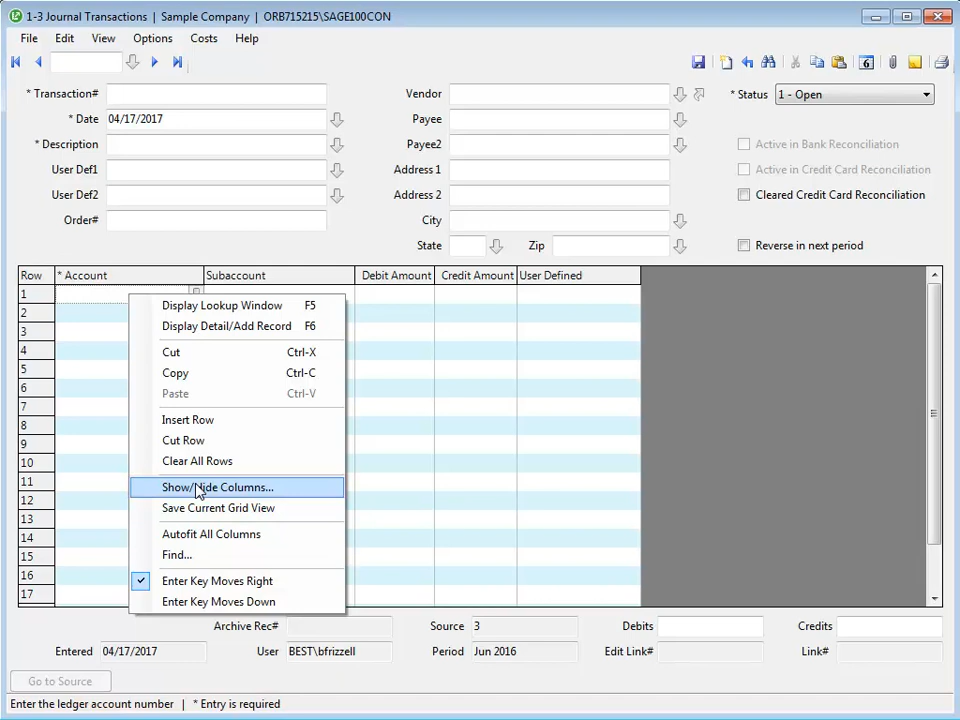 1-3 Journal Transactions | Sample Company | ORB715215\SAGE100CON
File Edit View Options Costs Help
6
* Transaction# Vendor * Status 1 - Open
* Date 04/17/2017 Payee
* Description Payee2 Active in Bank Reconciliation
User Def1 Address 1 Active in Credit Card Reconciliation
User Def2 Address 2 Cleared Credit Card Reconciliation
Order# City
State Zip Reverse in next period
Row * Account Subaccount Debit Amount Credit Amount User Defined
1
2
3
4
5
6
7
8
9
10
11
12
13
14
15
16
17
Display Lookup Window F5
Display Detail/Add Record F6
Cut Ctrl-X
Copy Ctrl-C
Paste Ctrl-V
Insert Row
Cut Row
Clear All Rows
Show/Hide Columns...
Save Current Grid View
Autofit All Columns
Find...
Enter Key Moves Right
Enter Key Moves Down
Archive Rec# Source 3 Debits Credits
Entered 04/17/2017 User BEST\bfrizzell Period Jun 2016 Edit Link# Link#
Go to Source
Enter the ledger account number | * Entry is required